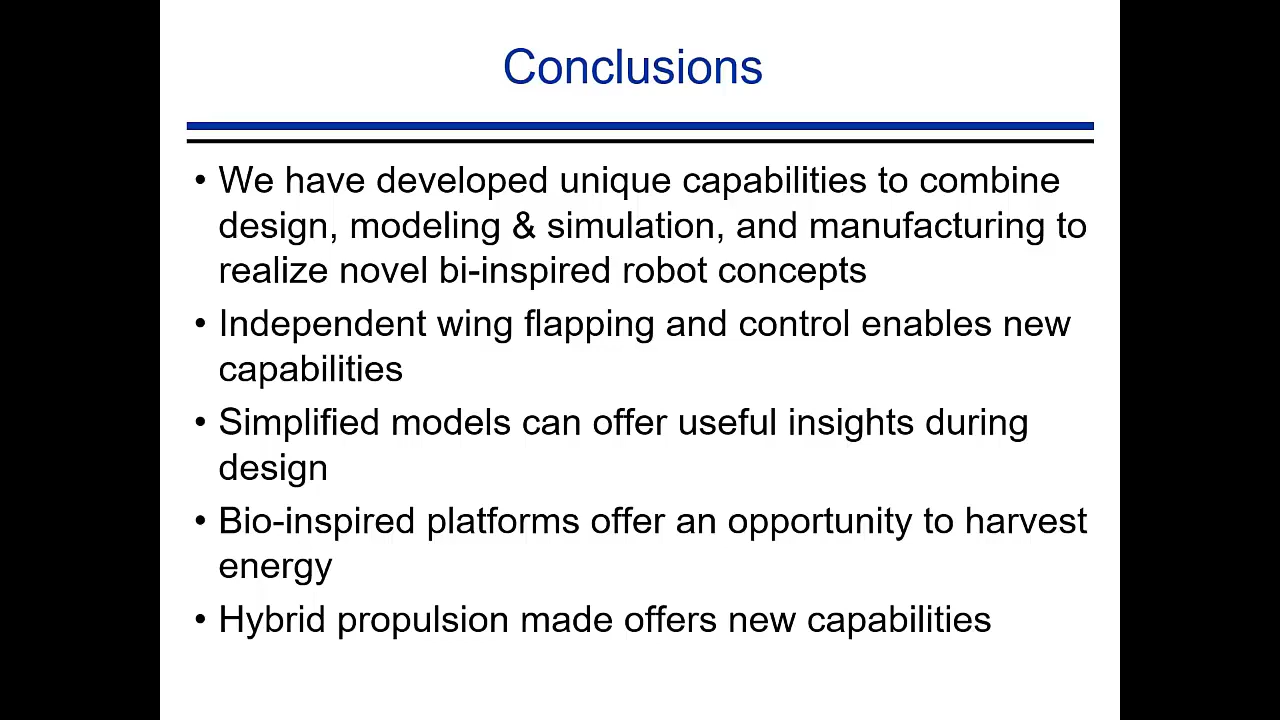 Conclusions
• We have developed unique capabilities to combine
design, modeling & simulation, and manufacturing to
realize novel bi-inspired robot concepts
• Independent wing flapping and control enables new
capabilities
• Simplified models can offer useful insights during
design
• Bio-inspired platforms offer an opportunity to harvest
energy
• Hybrid propulsion made offers new capabilities